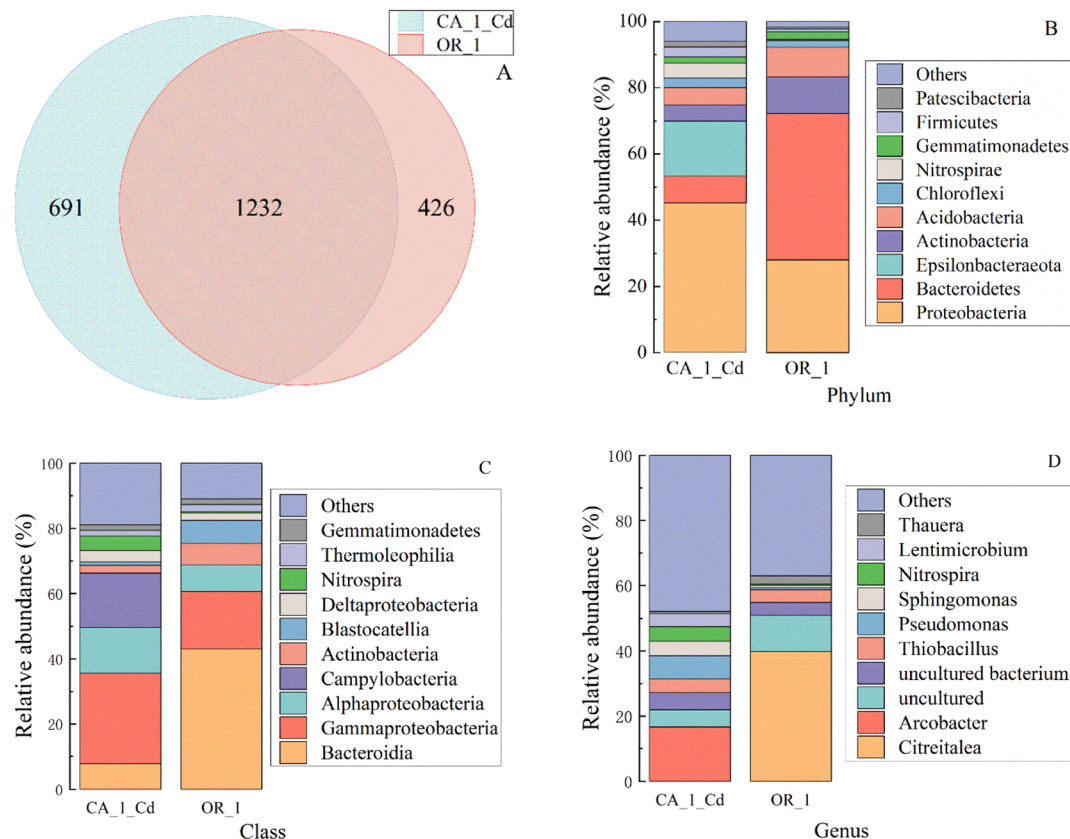 CA_1_Cd
OR_1
A
691
1232
426
B
100
80
60
40
20
0
Relative abundance (%)
CA_1_Cd
OR_1
Phylum
Others
Patescibacteria
Firmicutes
Gemmatimonadetes
Nitrospirae
Chloroflexi
Acidobacteria
Actinobacteria
Epsilonbacteraeota
Bacteroidetes
Proteobacteria
C
100
80
60
40
20
0
Relative abundance (%)
CA_1_Cd
OR_1
Class
Others
Gemmatimonadetes
Thermoleophilia
Nitrospira
Deltaproteobacteria
Blastocatellia
Actinobacteria
Campylobacteria
Alphaproteobacteria
Gammaproteobacteria
Bacteroidia
D
100
80
60
40
20
0
Relative abundance (%)
CA_1_Cd
OR_1
Genus
Others
Thauera
Lentimicrobium
Nitrospira
Sphingomonas
Pseudomonas
Thiobacillus
uncultured bacterium
uncultured
Arcobacter
Citreitalea